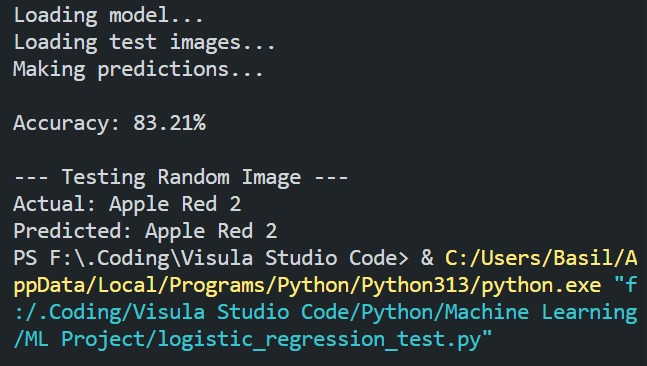 Loading model...
Loading test images...
Making predictions...
Accuracy: 83.21%
--- Testing Random Image ---
Actual: Apple Red 2
Predicted: Apple Red 2
PS F:\.Coding\Visula Studio Code> & C:/Users/Basil/A
ppData/Local/Programs/Python/Python313/python.exe "f
:/.Coding/Visula Studio Code/Python/Machine Learning
/ML Project/logistic_regression_test.py"